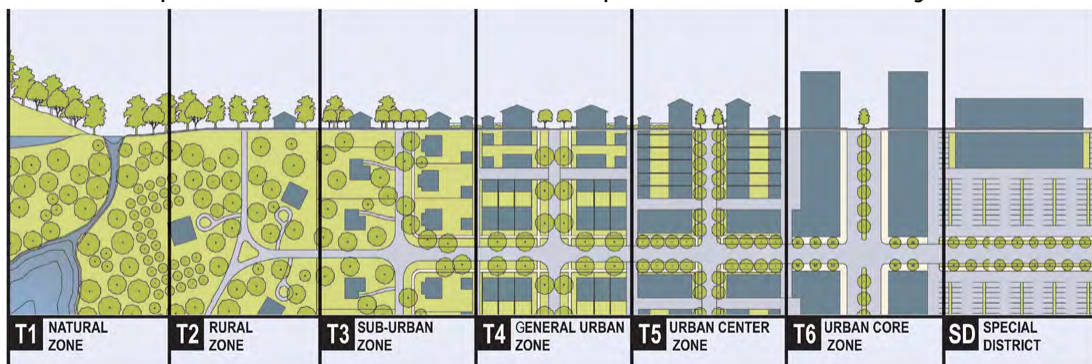 T1 NATURAL
ZONE
T2 RURAL
ZONE
T3 SUB-URBAN
ZONE
T4 GENERAL URBAN
ZONE
T5 URBAN CENTER
ZONE
T6 URBAN CORE
ZONE
SD SPECIAL
DISTRICT